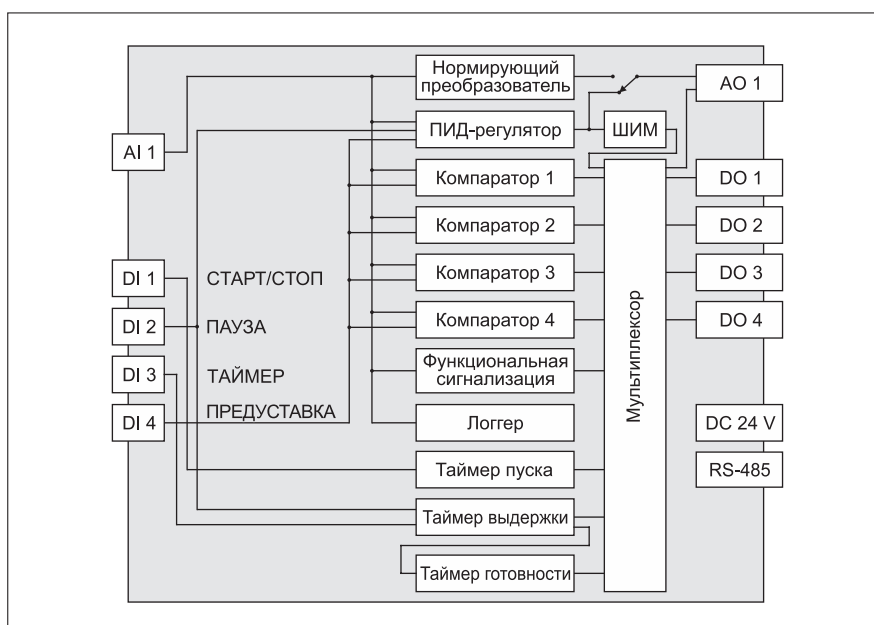 Нормирующий
преобразователь
AO 1
ПИД-регулятор
ШИМ
AI 1
Компаратор 1
DO 1
Компаратор 2
DO 2
DI 1
СТАРТ/СТОП
Компаратор 3
DO 3
DI 2
ПАУЗА
Компаратор 4
DO 4
Мультиплексор
DI 3
ТАЙМЕР
Функциональная
сигнализация
DI 4
ПРЕДУСТАВКА
Логгер
DC 24 V
Таймер пуска
RS-485
Таймер выдержки
Таймер готовности